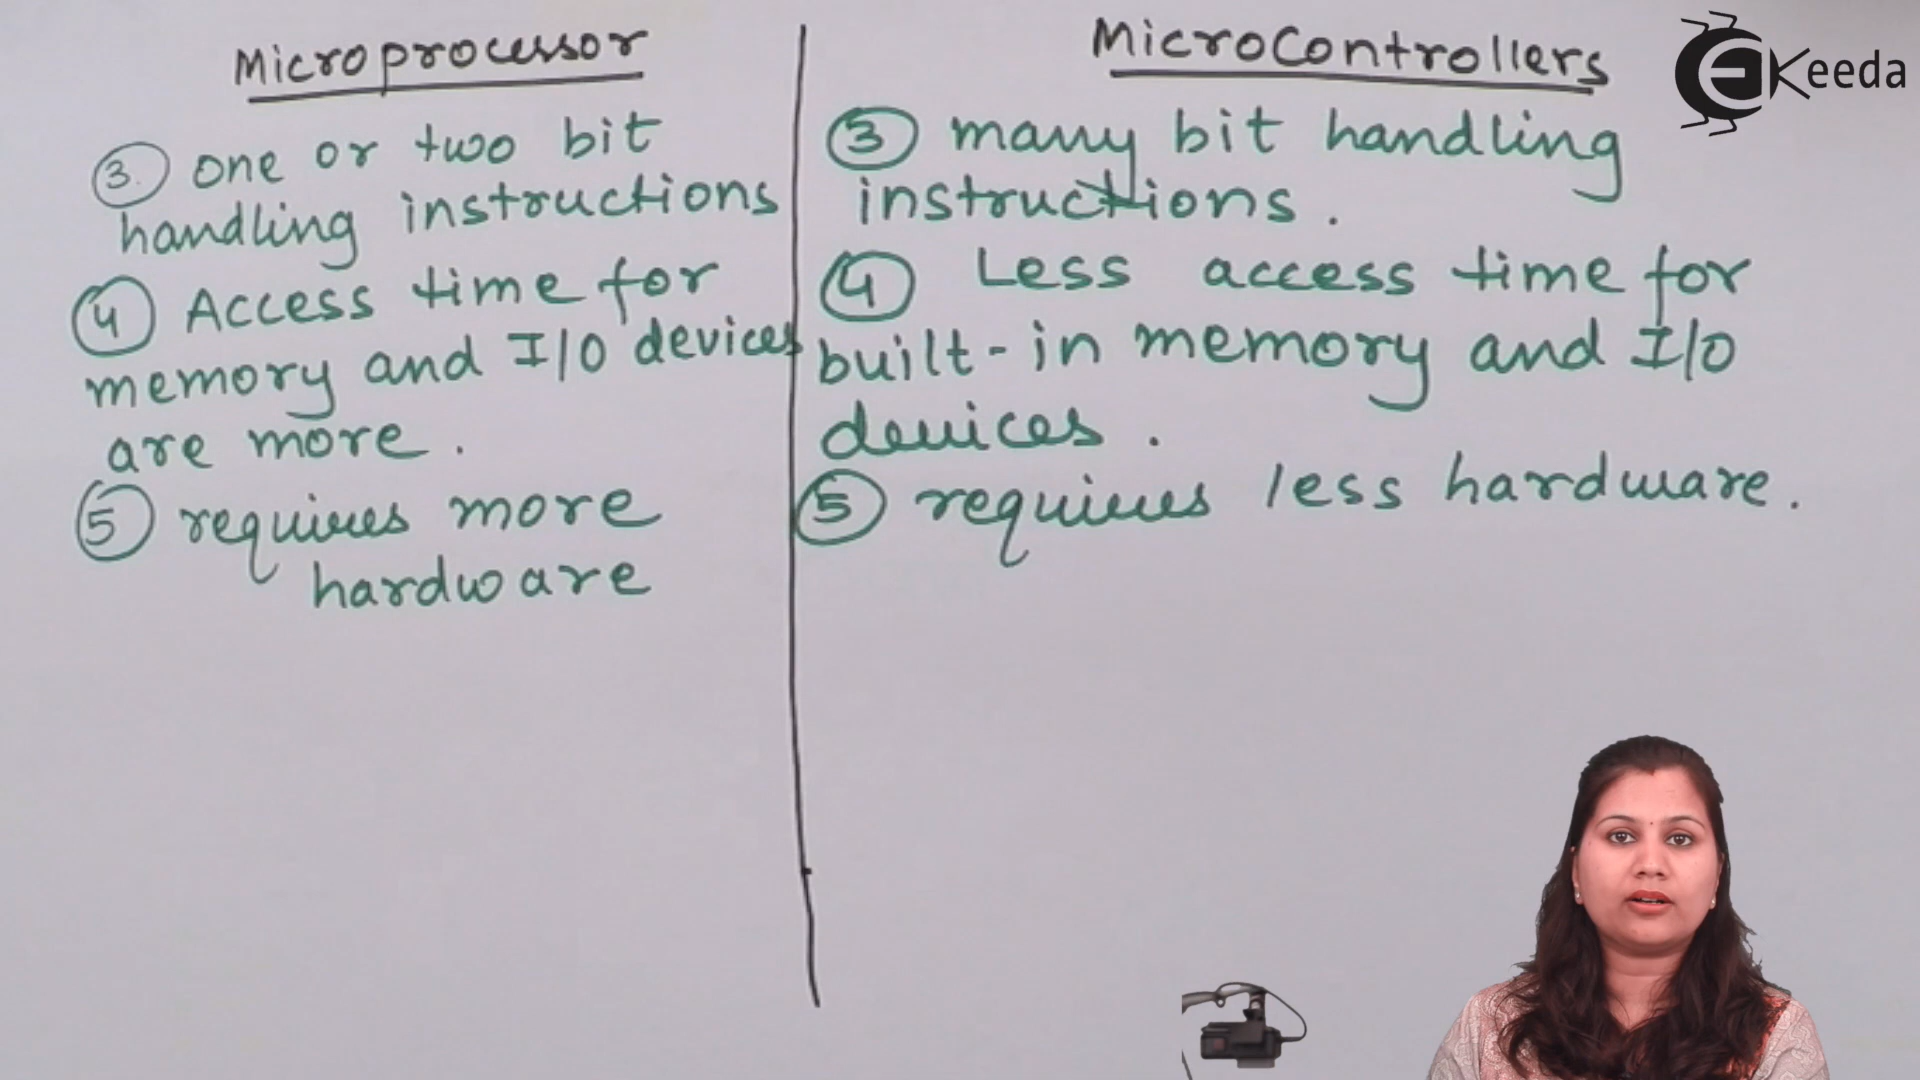 Microprocessor
3. one or two bit
handling instructions
4 Access time for
memory and I/O devices
are more.
5 requires more
hardware
MicroControllers
3 many bit handling
instructions.
4 Less access time for
built-in memory and I/O
devices.
5 requires less hardware.
EKeeda